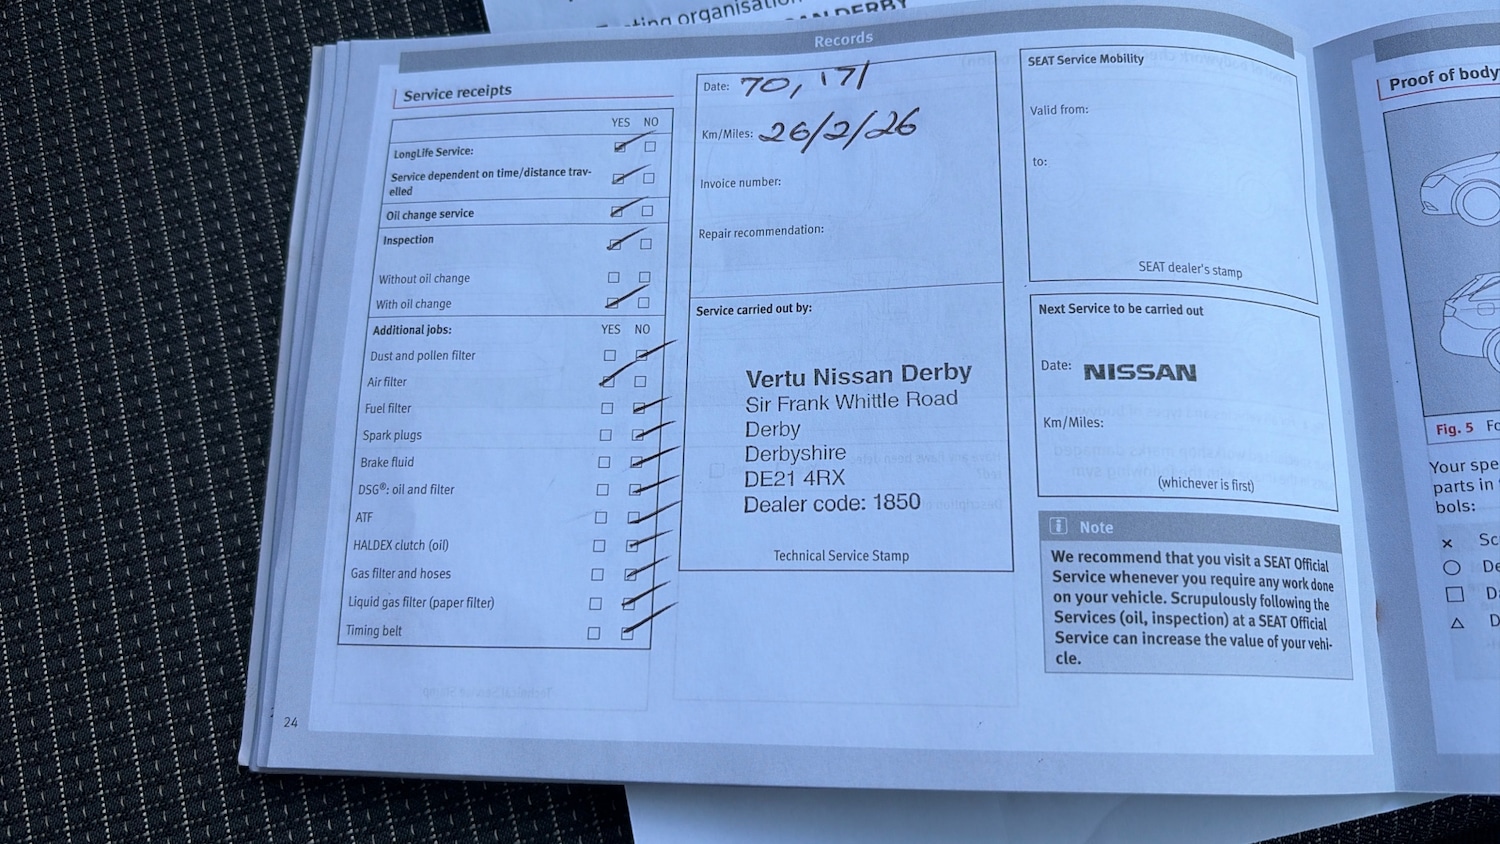 Testing organisation
AN DERBY
Records
Service receipts
YES NO
LongLife Service:
Service dependent on time/distance trav-
elled
Oil change service
Inspection
Without oil change
With oil change
Additional jobs: YES NO
Dust and pollen filter
Air filter
Fuel filter
Spark plugs
Brake fluid
DSG®: oil and filter
ATF
HALDEX clutch (oil)
Gas filter and hoses
Liquid gas filter (paper filter)
Timing belt
24
Date: 70,171
Km/Miles: 26/2/26
Invoice number:
Repair recommendation:
Service carried out by:
Vertu Nissan Derby
Sir Frank Whittle Road
Derby
Derbyshire
DE21 4RX
Dealer code: 1850
Technical Service Stamp
SEAT Service Mobility
Valid from:
to:
SEAT dealer's stamp
Next Service to be carried out
Date: NISSAN
Km/Miles:
(whichever is first)
i Note
We recommend that you visit a SEAT Official
Service whenever you require any work done
on your vehicle. Scrupulously following the
Services (oil, inspection) at a SEAT Official
Service can increase the value of your vehi-
cle.
Proof of body
Fig. 5 Fo
Your spe
parts in
bols:
Sc
De
D
D